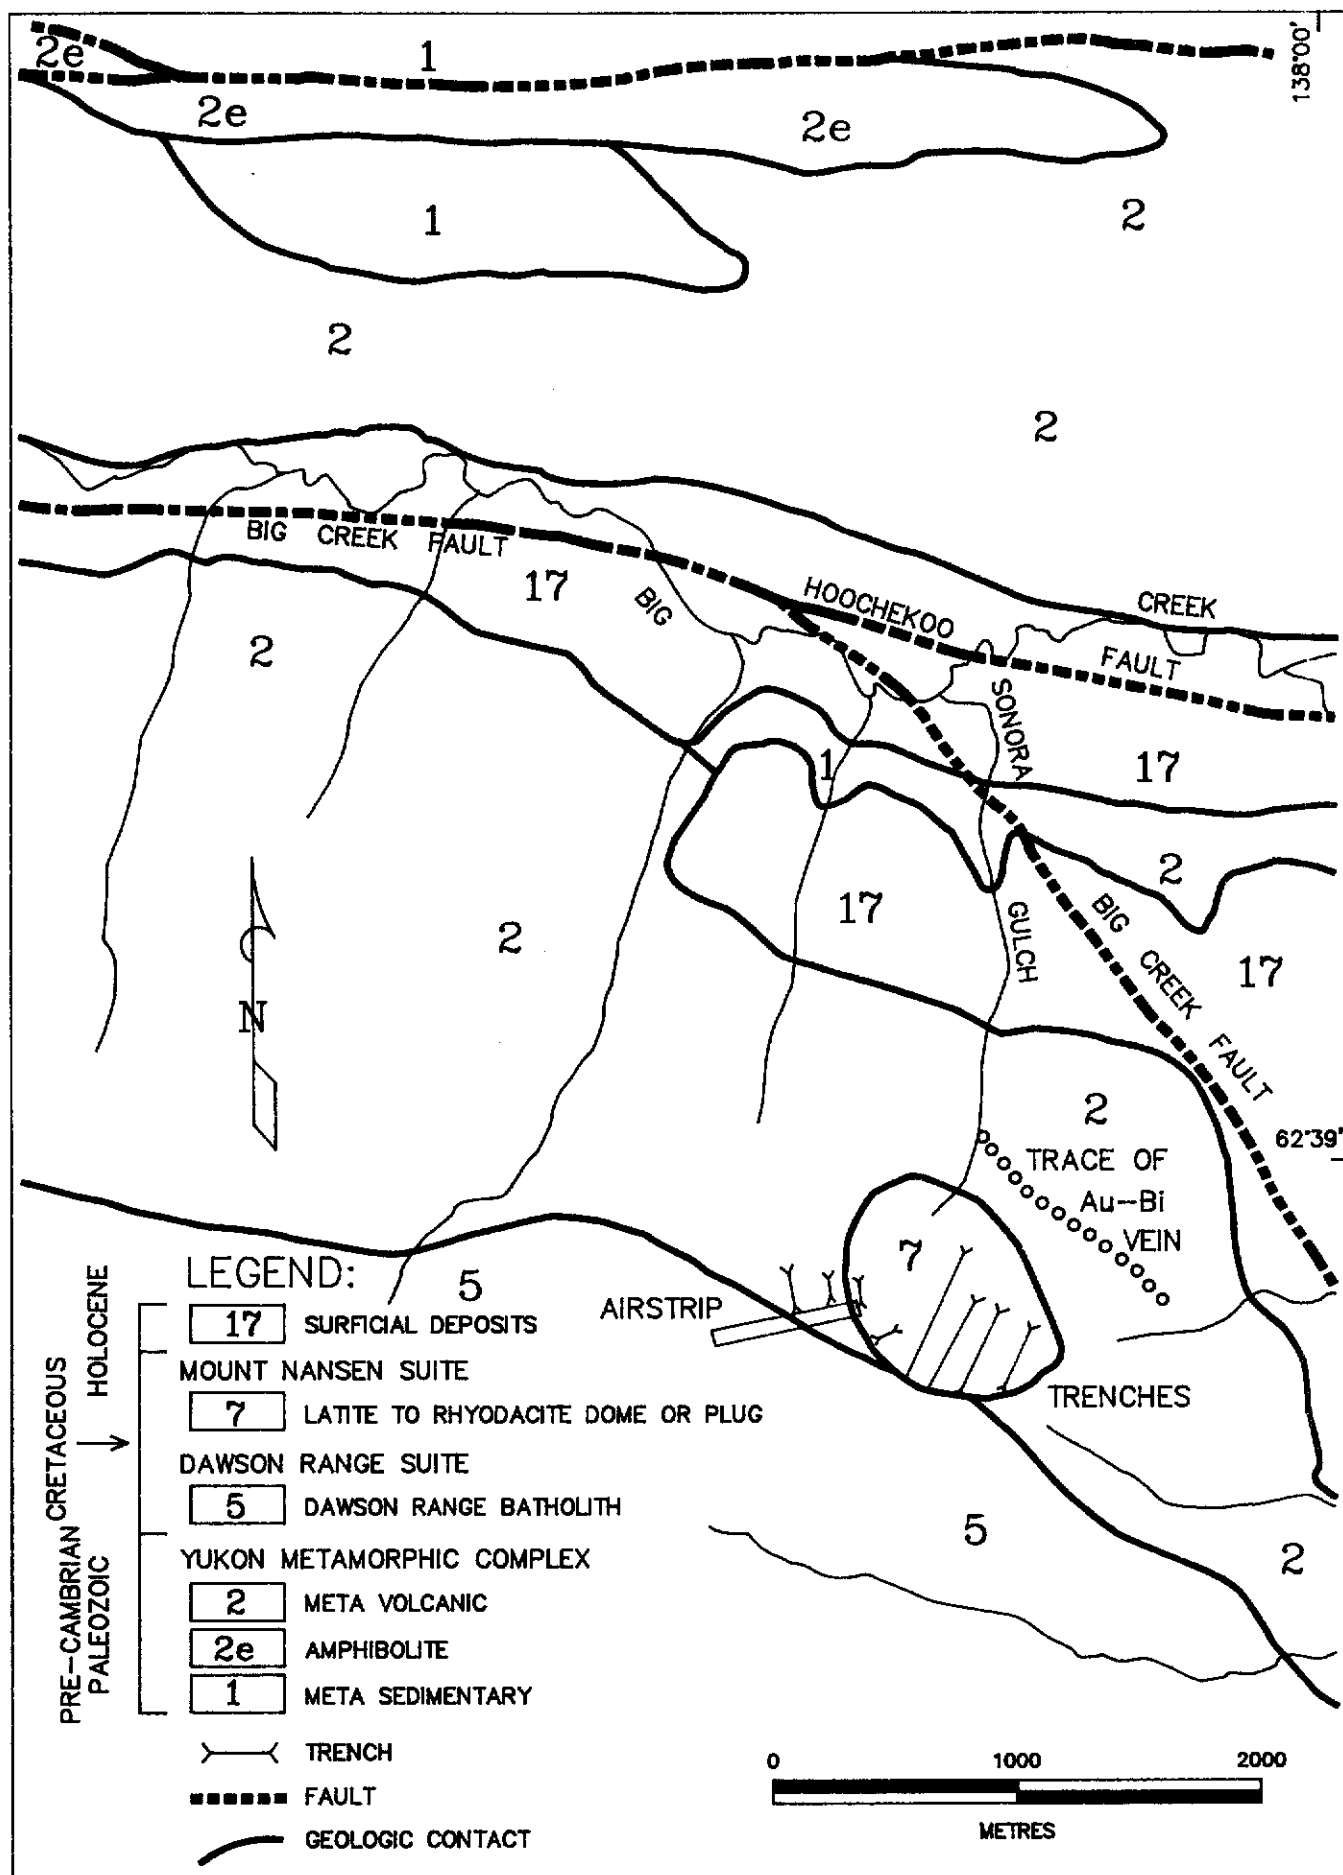 138°00'
2e
1
2e
2e
2
1
2
2
BIG CREEK FAULT
17
BIG
HOOCHEKOO
CREEK
FAULT
2
SONORA
1
17
2
17
2
GULCH
BIG CREEK FAULT
17
N
2
62°39'
TRACE OF
Au--Bi
VEIN
7
5
AIRSTRIP
TRENCHES
5
2
LEGEND:
HOLOCENE
17 SURFICIAL DEPOSITS
CRETACEOUS
MOUNT NANSEN SUITE
7 LATITE TO RHYODACITE DOME OR PLUG
DAWSON RANGE SUITE
5 DAWSON RANGE BATHOLITH
PRE-CAMBRIAN
PALEOZOIC
YUKON METAMORPHIC COMPLEX
2 META VOLCANIC
2e AMPHIBOLITE
1 META SEDIMENTARY
TRENCH
FAULT
GEOLOGIC CONTACT
0 1000 2000
METRES